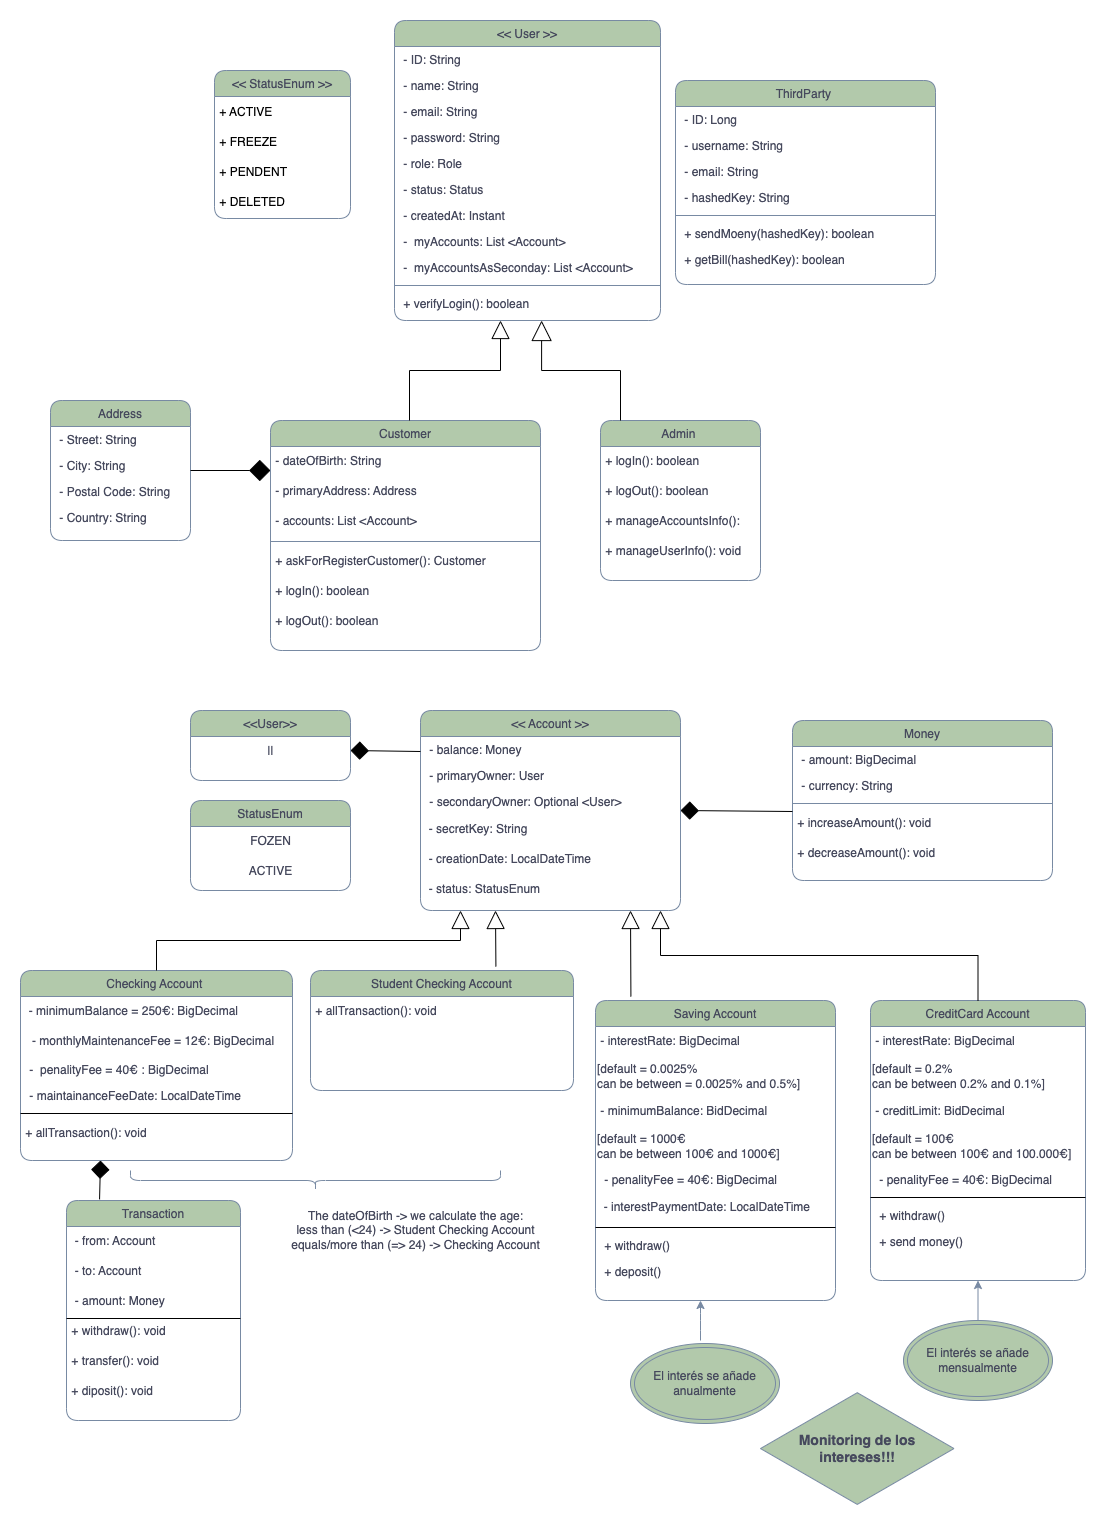 << User >>
- ID: String
- name: String
- email: String
- password: String
- role: Role
- status: Status
- createdAt: Instant
- myAccounts: List <Account>
- myAccountsAsSeconday: List <Account>
+ verifyLogin(): boolean
<< StatusEnum >>
+ ACTIVE
+ FREEZE
+ PENDENT
+ DELETED
ThirdParty
- ID: Long
- username: String
- email: String
- hashedKey: String
+ sendMoeny(hashedKey): boolean
+ getBill(hashedKey): boolean
Address
- Street: String
- City: String
- Postal Code: String
- Country: String
Customer
- dateOfBirth: String
- primaryAddress: Address
- accounts: List <Account>
+ askForRegisterCustomer(): Customer
+ logIn(): boolean
+ logOut(): boolean
Admin
+ logIn(): boolean
+ logOut(): boolean
+ manageAccountsInfo():
+ manageUserInfo(): void
<<User>>
II
StatusEnum
FOZEN
ACTIVE
<< Account >>
- balance: Money
- primaryOwner: User
- secondaryOwner: Optional <User>
- secretKey: String
- creationDate: LocalDateTime
- status: StatusEnum
Money
- amount: BigDecimal
- currency: String
+ increaseAmount(): void
+ decreaseAmount(): void
Checking Account
- minimumBalance = 250€: BigDecimal
- monthlyMaintenanceFee = 12€: BigDecimal
- penalityFee = 40€ : BigDecimal
- maintainanceFeeDate: LocalDateTime
+ allTransaction(): void
Student Checking Account
+ allTransaction(): void
Saving Account
- interestRate: BigDecimal
[default = 0.0025%
can be between = 0.0025% and 0.5%]
- minimumBalance: BidDecimal
[default = 1000€
can be between 100€ and 1000€]
- penalityFee = 40€: BigDecimal
- interestPaymentDate: LocalDateTime
+ withdraw()
+ deposit()
CreditCard Account
- interestRate: BigDecimal
[default = 0.2%
can be between 0.2% and 0.1%]
- creditLimit: BidDecimal
[default = 100€
can be between 100€ and 100.000€]
- penalityFee = 40€: BigDecimal
+ withdraw()
+ send money()
Transaction
- from: Account
- to: Account
- amount: Money
+ withdraw(): void
+ transfer(): void
+ diposit(): void
The dateOfBirth -> we calculate the age:
less than (<24) -> Student Checking Account
equals/more than (=> 24) -> Checking Account
El interés se añade
anualmente
El interés se añade
mensualmente
Monitoring de los
intereses!!!